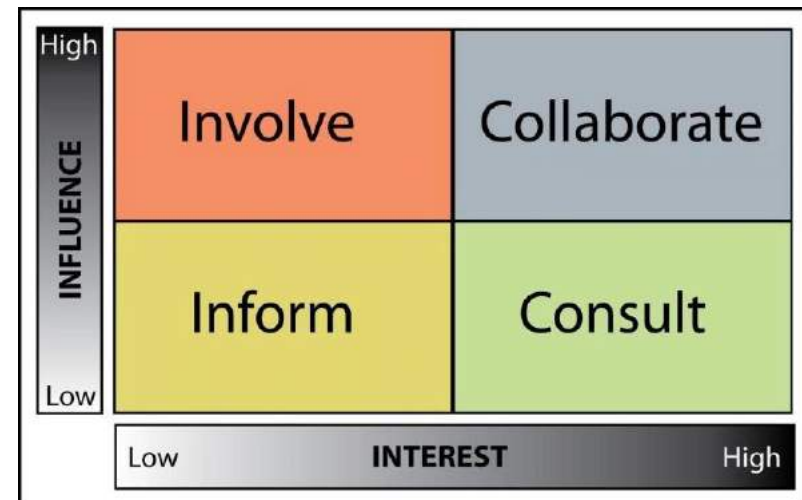 High
INFLUENCE
Low
Involve
Collaborate
Inform
Consult
Low
INTEREST
High